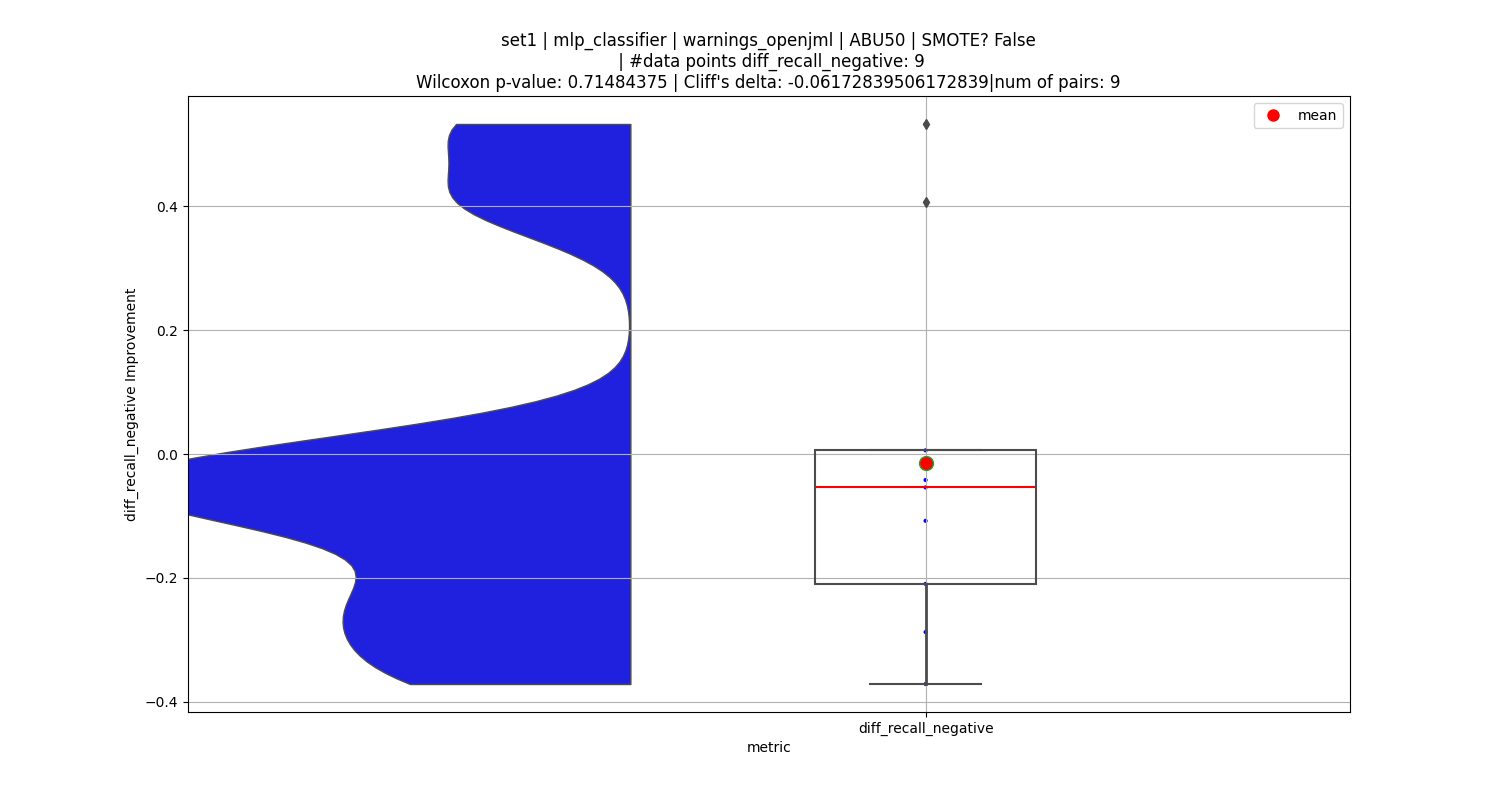 set1 | mlp_classifier | warnings_openjml | ABU50 | SMOTE? False
| #data points diff_recall_negative: 9
Wilcoxon p-value: 0.71484375 | Cliff's delta: -0.06172839506172839|num of pairs: 9
mean
0.4
0.2
0.0
−0.2
−0.4
diff_recall_negative Improvement
diff_recall_negative
metric